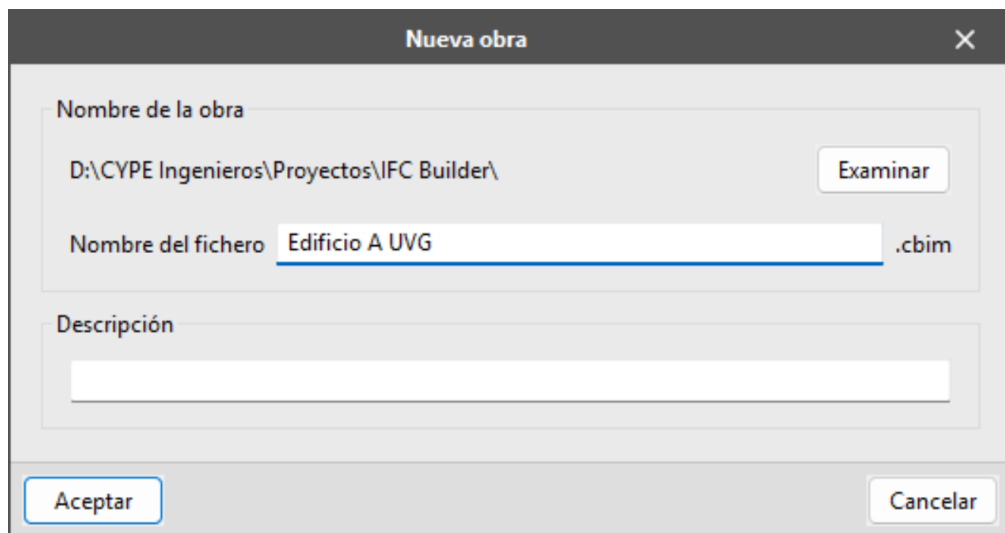 Nueva obra
Nombre de la obra
D:\CYPE Ingenieros\Proyectos\IFC Builder\
Examinar
Nombre del fichero Edificio A UVG .cbim
Descripción
Aceptar
Cancelar